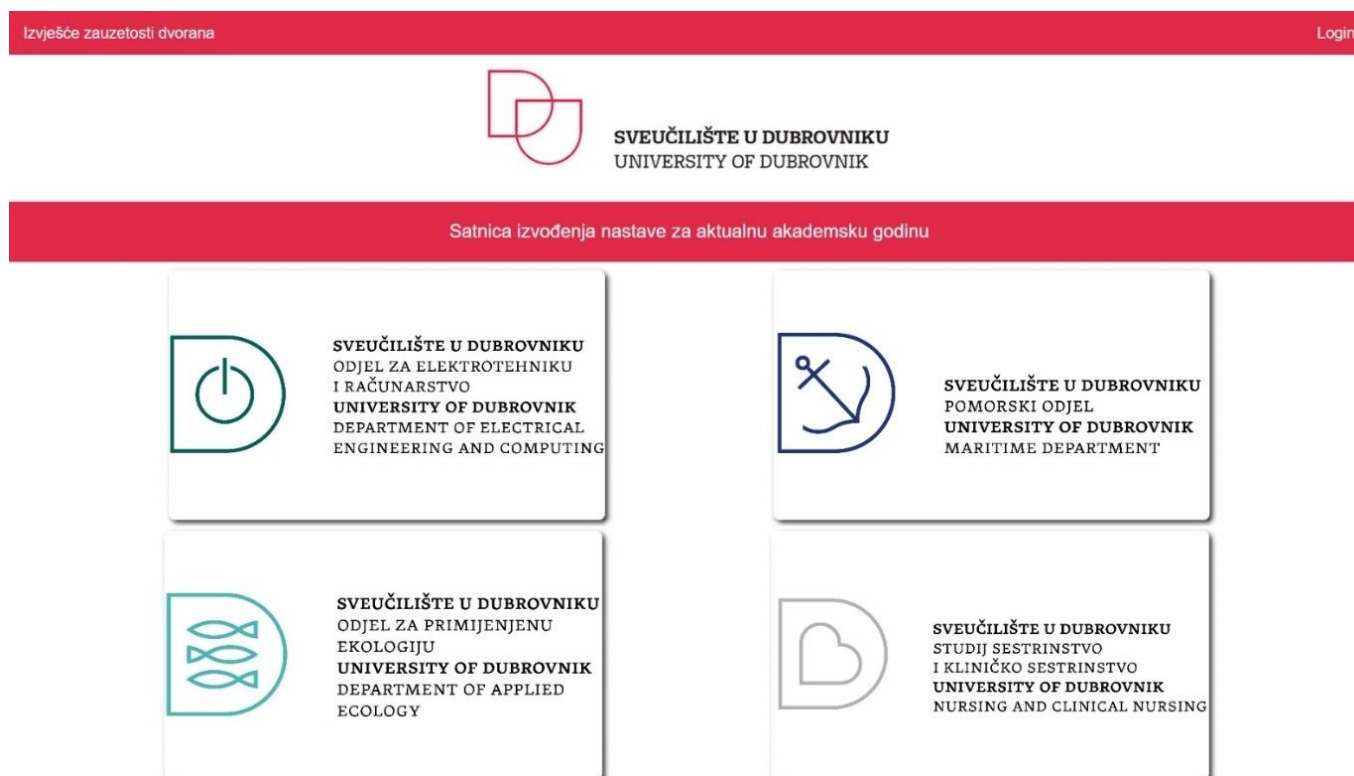 Izvješće zauzetosti dvorana
Login
SVEUČILIŠTE U DUBROVNIKU
UNIVERSITY OF DUBROVNIK
Satnica izvođenja nastave za aktualnu akademsku godinu
SVEUČILIŠTE U DUBROVNIKU
ODJEL ZA ELEKTROTEHNIKU
I RAČUNARSTVO
UNIVERSITY OF DUBROVNIK
DEPARTMENT OF ELECTRICAL
ENGINEERING AND COMPUTING
SVEUČILIŠTE U DUBROVNIKU
POMORSKI ODJEL
UNIVERSITY OF DUBROVNIK
MARITIME DEPARTMENT
SVEUČILIŠTE U DUBROVNIKU
ODJEL ZA PRIMIJENJENU
EKOLOGIJU
UNIVERSITY OF DUBROVNIK
DEPARTMENT OF APPLIED
ECOLOGY
SVEUČILIŠTE U DUBROVNIKU
STUDIJ SESTRINSTVO
I KLINIČKO SESTRINSTVO
UNIVERSITY OF DUBROVNIK
NURSING AND CLINICAL NURSING